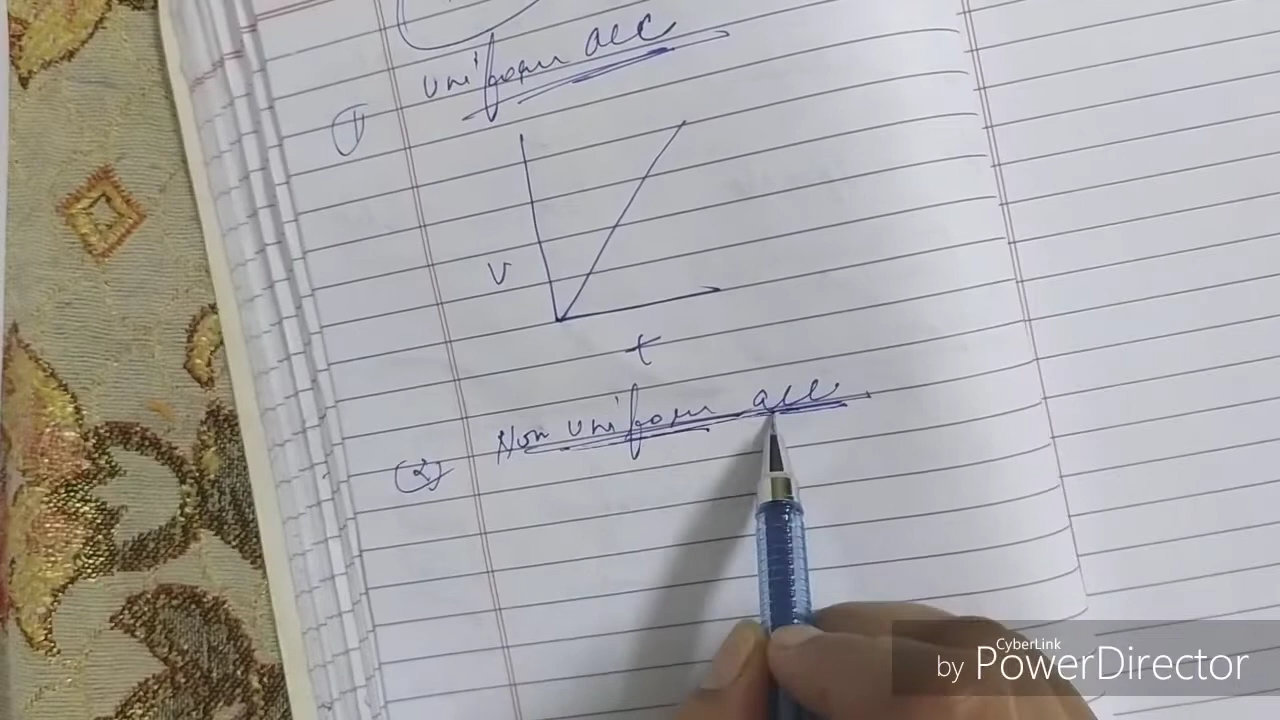 uniform acc
(1)
v
t
Non uniform acc
(2)
CyberLink
by PowerDirector